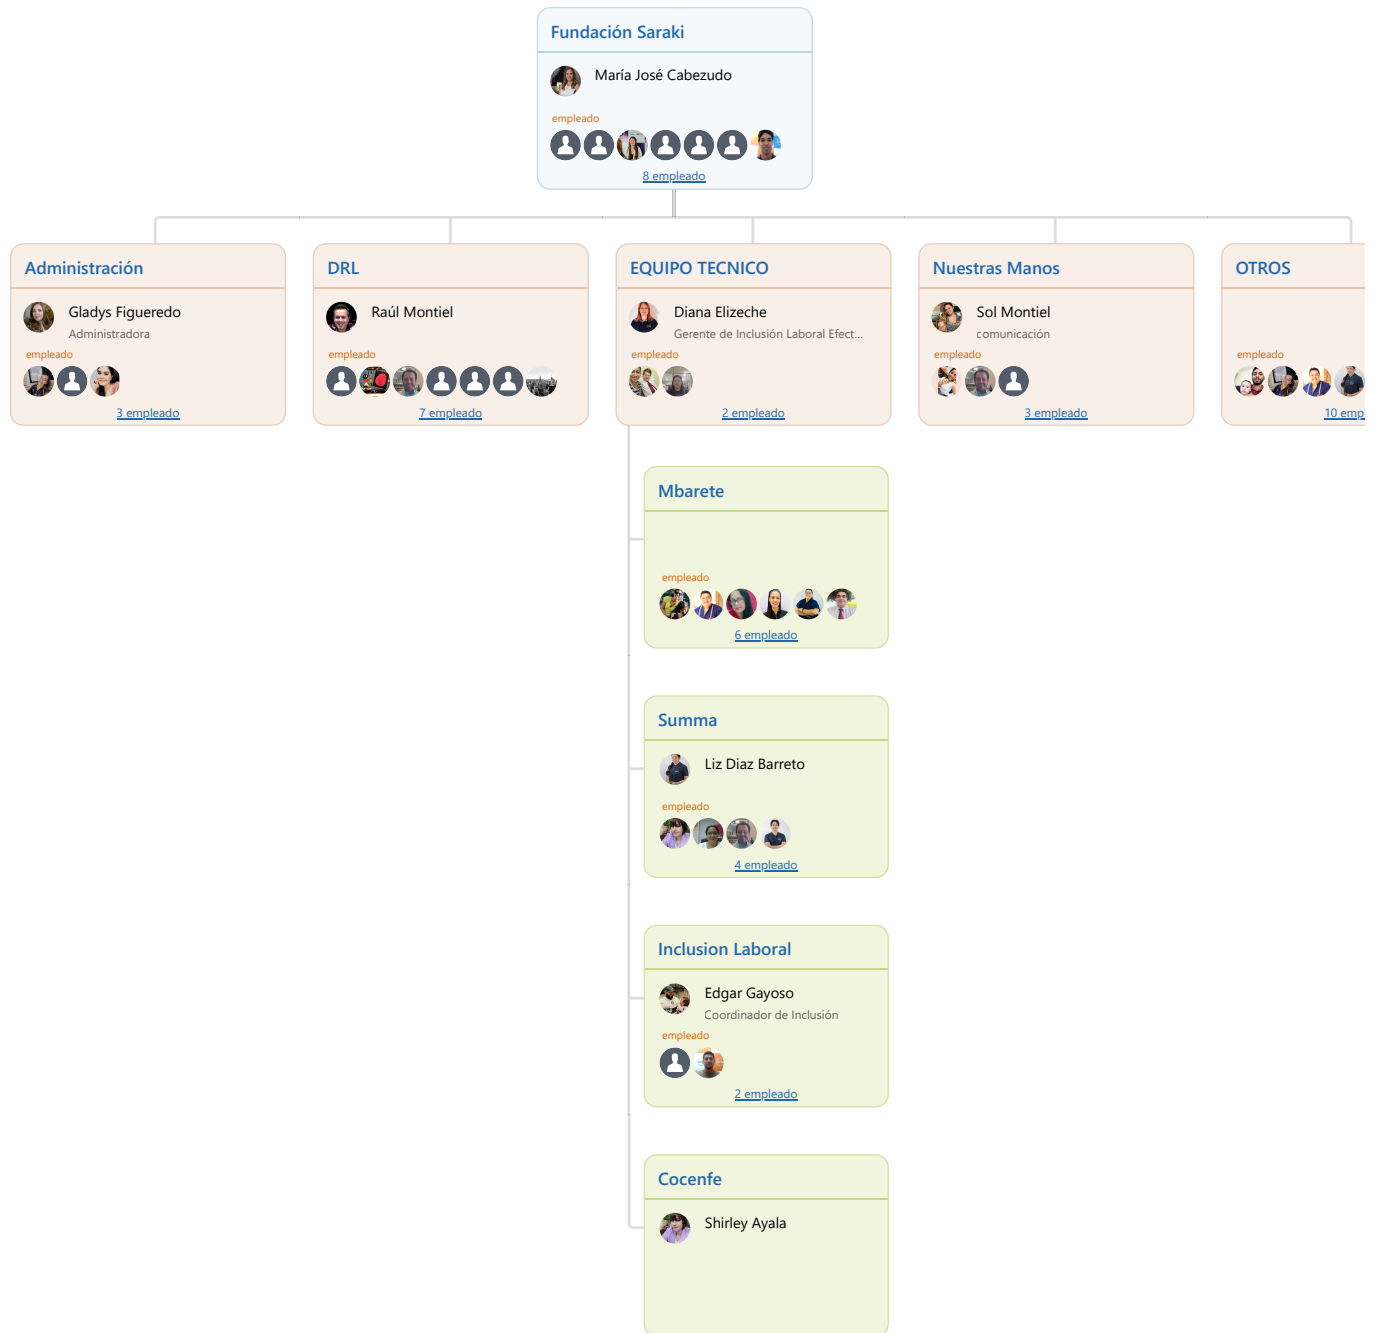 Fundación Saraki
María José Cabezudo
empleado
8 empleado
Administración
Gladys Figueredo
Administradora
empleado
3 empleado
DRL
Raúl Montiel
empleado
7 empleado
EQUIPO TECNICO
Diana Elizeche
Gerente de Inclusión Laboral Efect...
empleado
2 empleado
Nuestras Manos
Sol Montiel
comunicación
empleado
3 empleado
OTROS
empleado
10 emp
Mbarete
empleado
6 empleado
Summa
Liz Diaz Barreto
empleado
4 empleado
Inclusion Laboral
Edgar Gayoso
Coordinador de Inclusión
empleado
2 empleado
Cocenfe
Shirley Ayala